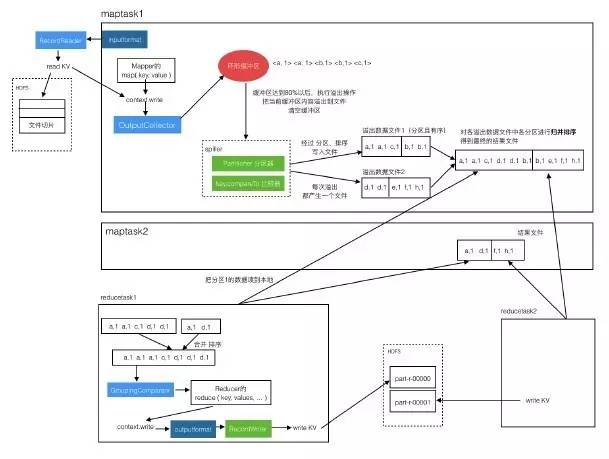 maptask1
RecordReader
inputformat
read KV
HDFS
文件切片
Mapper的
map( key, value )
context.write
OutputCollector
环形缓冲区
<a, 1> <a, 1> <b,1> <b,1> <c,1>
缓冲区达到80%以后，执行溢出操作
把当前缓冲区内容溢出到文件
清空缓冲区
spiller
Partitioner 分区器
经过 分区、排序
写入文件
每次溢出
都产生一个文件
溢出数据文件1 (分区且有序)
a,1 a,1 c,1 b,1 b,1
溢出数据文件2
d,1 d,1 e,1 f,1 h,1
对各溢出数据文件中各分区进行归并排序
得到最终的结果文件
a,1 a,1 c,1 d,1 d,1 b,1 b,1 e,1 f,1 h,1
maptask2
结果文件
a,1 d,1 f,1 h,1
把分区1的数据读到本地
reducetask1
a,1 a,1 c,1 d,1 d,1
a,1 d,1
合并 排序
a,1 a,1 a,1 c,1 d,1 d,1 d,1
GroupingComparator
Reducer的
reduce ( key, values, ... )
context.write
outputformat
RecordWriter
write KV
HDFS
part-r-00000
part-r-00001
reducetask2
write KV